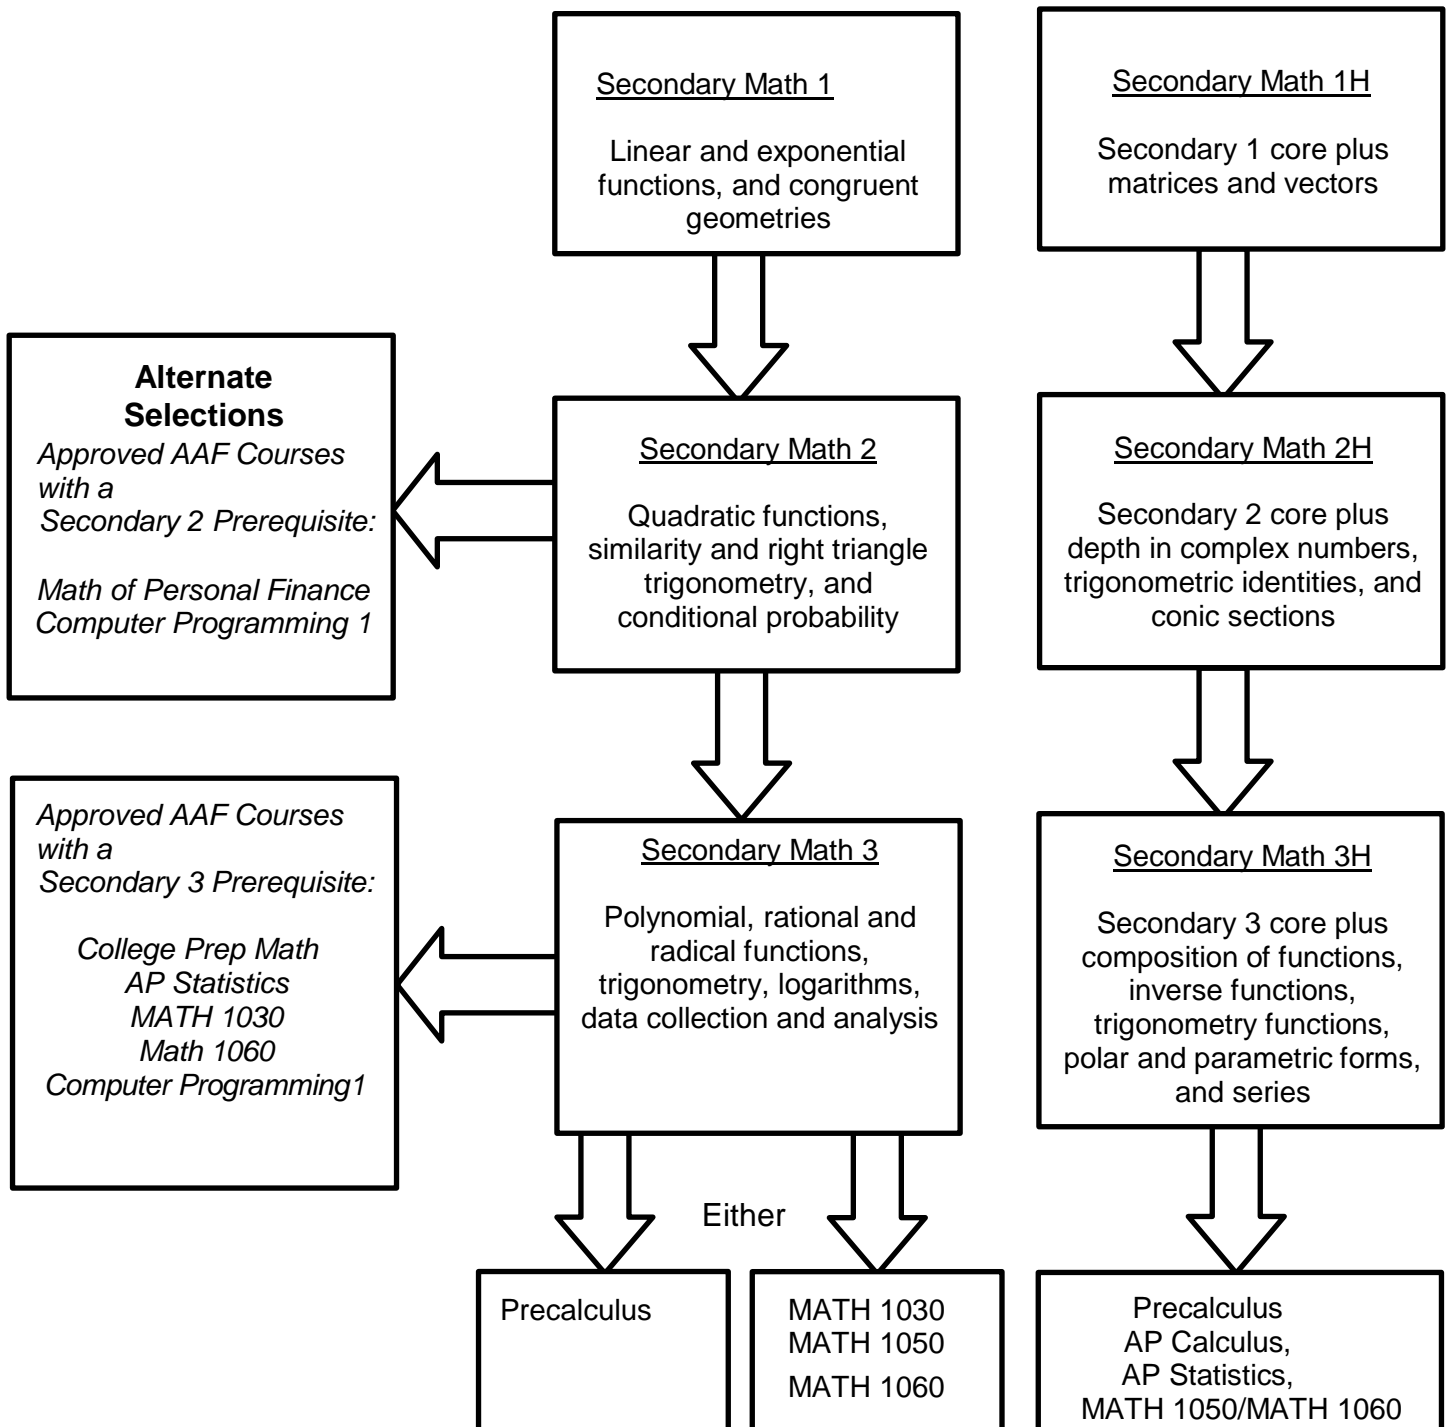 Secondary Math 1
Linear and exponential
functions, and congruent
geometries
Secondary Math 1H
Secondary 1 core plus
matrices and vectors
Alternate
Selections
Approved AAF Courses
with a
Secondary 2 Prerequisite:
Math of Personal Finance
Computer Programming 1
Secondary Math 2
Quadratic functions,
similarity and right triangle
trigonometry, and
conditional probability
Secondary Math 2H
Secondary 2 core plus
depth in complex numbers,
trigonometric identities, and
conic sections
Approved AAF Courses
with a
Secondary 3 Prerequisite:
College Prep Math
AP Statistics
MATH 1030
Math 1060
Computer Programming1
Secondary Math 3
Polynomial, rational and
radical functions,
trigonometry, logarithms,
data collection and analysis
Secondary Math 3H
Secondary 3 core plus
composition of functions,
inverse functions,
trigonometry functions,
polar and parametric forms,
and series
Either
Precalculus
MATH 1030
MATH 1050
MATH 1060
Precalculus
AP Calculus,
AP Statistics,
MATH 1050/MATH 1060